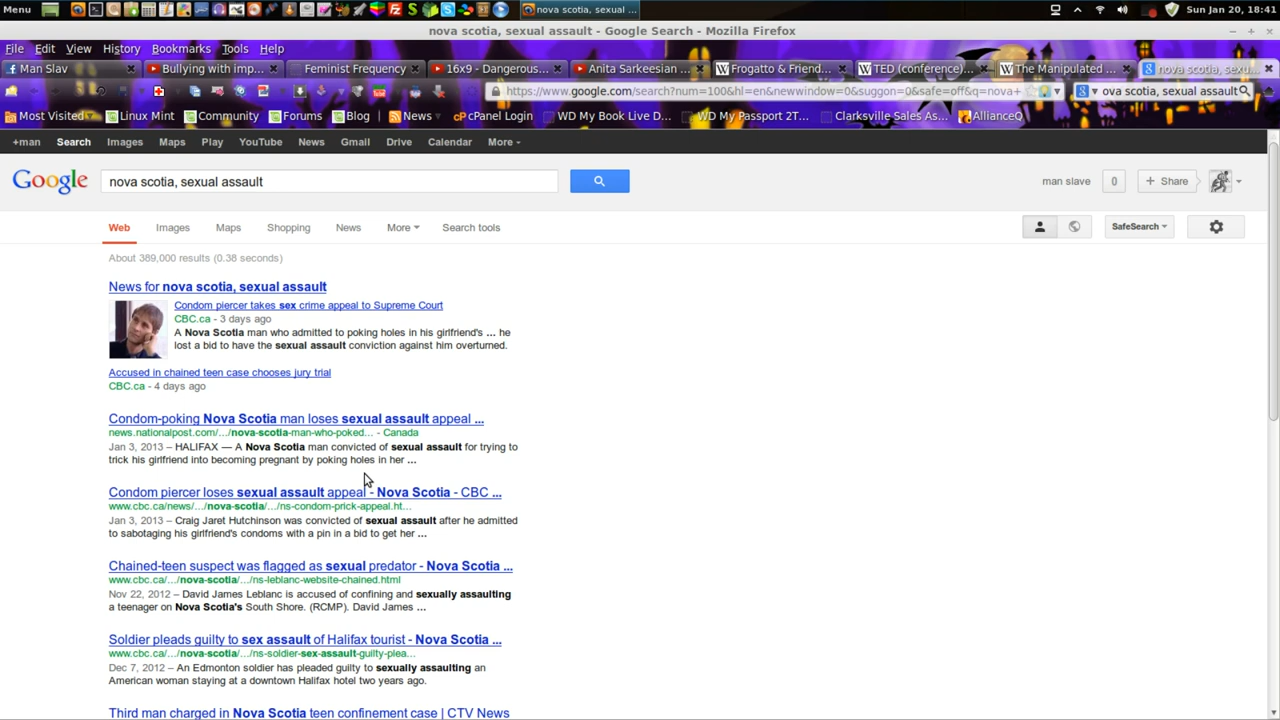 Menu
nova scotia, sexual ...
Sun Jan 20, 18:41
nova scotia, sexual assault - Google Search - Mozilla Firefox
File Edit View History Bookmarks Tools Help
Man Slav
Bullying with imp...
Feminist Frequency
16x9 - Dangerous...
Anita Sarkeesian ...
Frogatto & Friend...
TED (conference)...
The Manipulated ...
nova scotia, sexu...
https://www.google.com/search?num=100&hl=en&newwindow=0&suggon=0&safe=off&q=nova+
ova scotia, sexual assault
Most Visited
Linux Mint
Community
Forums
Blog
News
cPanel Login
WD My Book Live D...
WD My Passport 2T...
Clarksville Sales As...
AllianceQ
+man Search Images Maps Play YouTube News Gmail Drive Calendar More
Google
nova scotia, sexual assault
man slave
0
+ Share
Web Images Maps Shopping News More Search tools
SafeSearch
About 389,000 results (0.38 seconds)
News for nova scotia, sexual assault
Condom piercer takes sex crime appeal to Supreme Court
CBC.ca - 3 days ago
A Nova Scotia man who admitted to poking holes in his girlfriend's ... he
lost a bid to have the sexual assault conviction against him overturned.
Accused in chained teen case chooses jury trial
CBC.ca - 4 days ago
Condom-poking Nova Scotia man loses sexual assault appeal ...
news.nationalpost.com/.../nova-scotia-man-who-poked... - Canada
Jan 3, 2013 – HALIFAX — A Nova Scotia man convicted of sexual assault for trying to
trick his girlfriend into becoming pregnant by poking holes in her ...
Condom piercer loses sexual assault appeal - Nova Scotia - CBC ...
www.cbc.ca/news/.../nova-scotia/.../ns-condom-prick-appeal.ht...
Jan 3, 2013 – Craig Jaret Hutchinson was convicted of sexual assault after he admitted
to sabotaging his girlfriend's condoms with a pin in a bid to get her ...
Chained-teen suspect was flagged as sexual predator - Nova Scotia ...
www.cbc.ca/.../nova-scotia/.../ns-leblanc-website-chained.html
Nov 22, 2012 – David James Leblanc is accused of confining and sexually assaulting
a teenager on Nova Scotia's South Shore. (RCMP). David James ...
Soldier pleads guilty to sex assault of Halifax tourist - Nova Scotia ...
www.cbc.ca/.../nova-scotia/.../ns-soldier-sex-assault-guilty-plea...
Dec 7, 2012 – An Edmonton soldier has pleaded guilty to sexually assaulting an
American woman staying at a downtown Halifax hotel two years ago.
Third man charged in Nova Scotia teen confinement case | CTV News